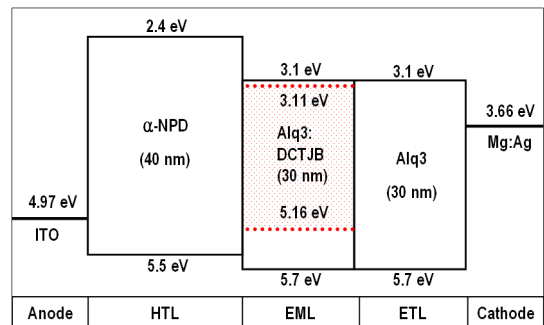 2.4 eV
3.1 eV
3.1 eV
3.11 eV
3.66 eV
α-NPD
(40 nm)
Alq3:
DCTJB
(30 nm)
Alq3
(30 nm)
Mg:Ag
4.97 eV
5.16 eV
ITO
5.5 eV
5.7 eV
5.7 eV
Anode
HTL
EML
ETL
Cathode